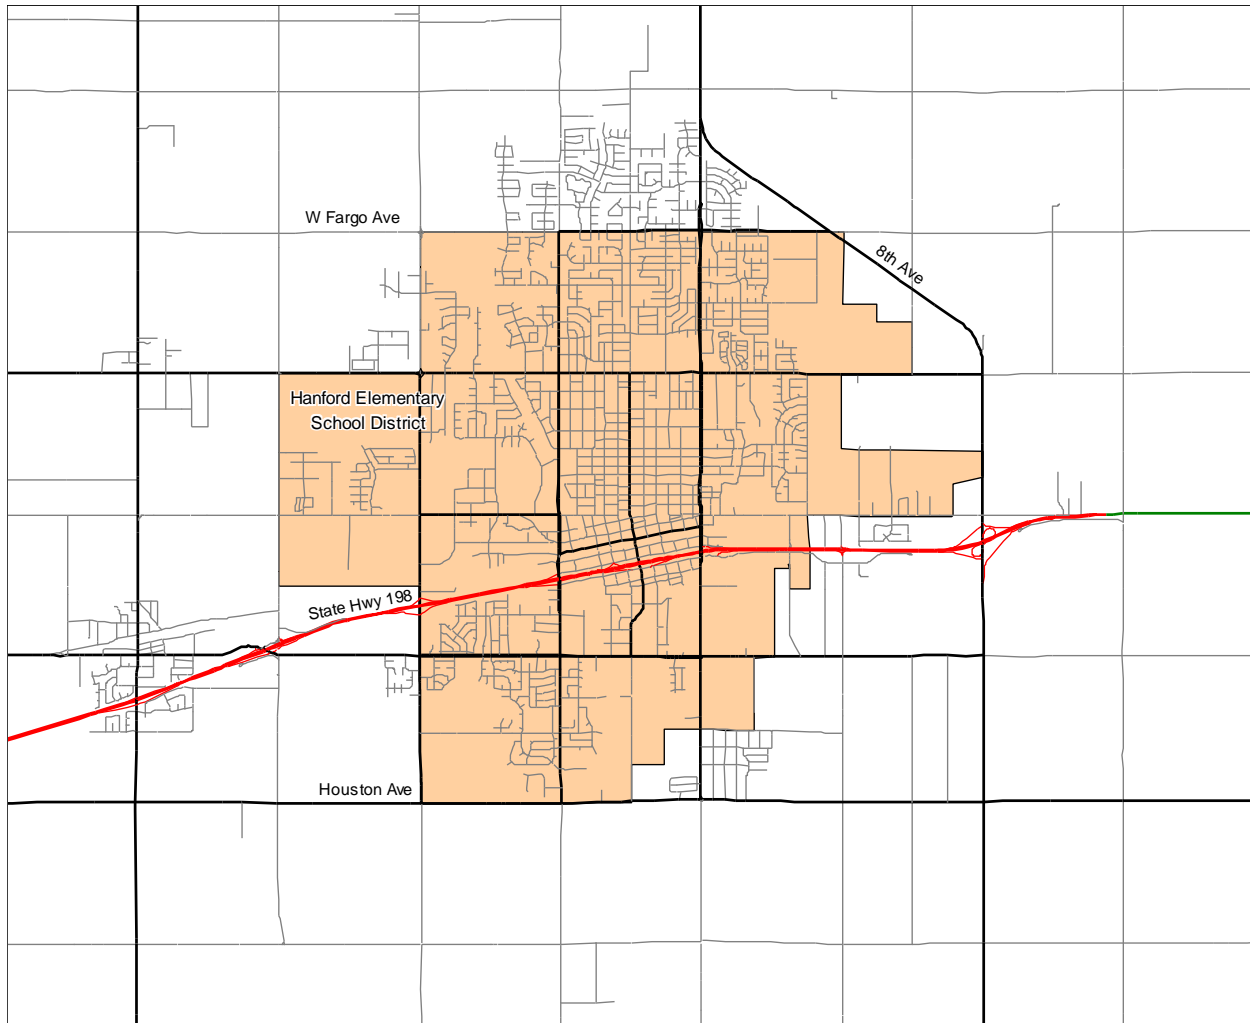 W Fargo Ave
8th Ave
Hanford Elementary
School District
State Hwy 198
Houston Ave